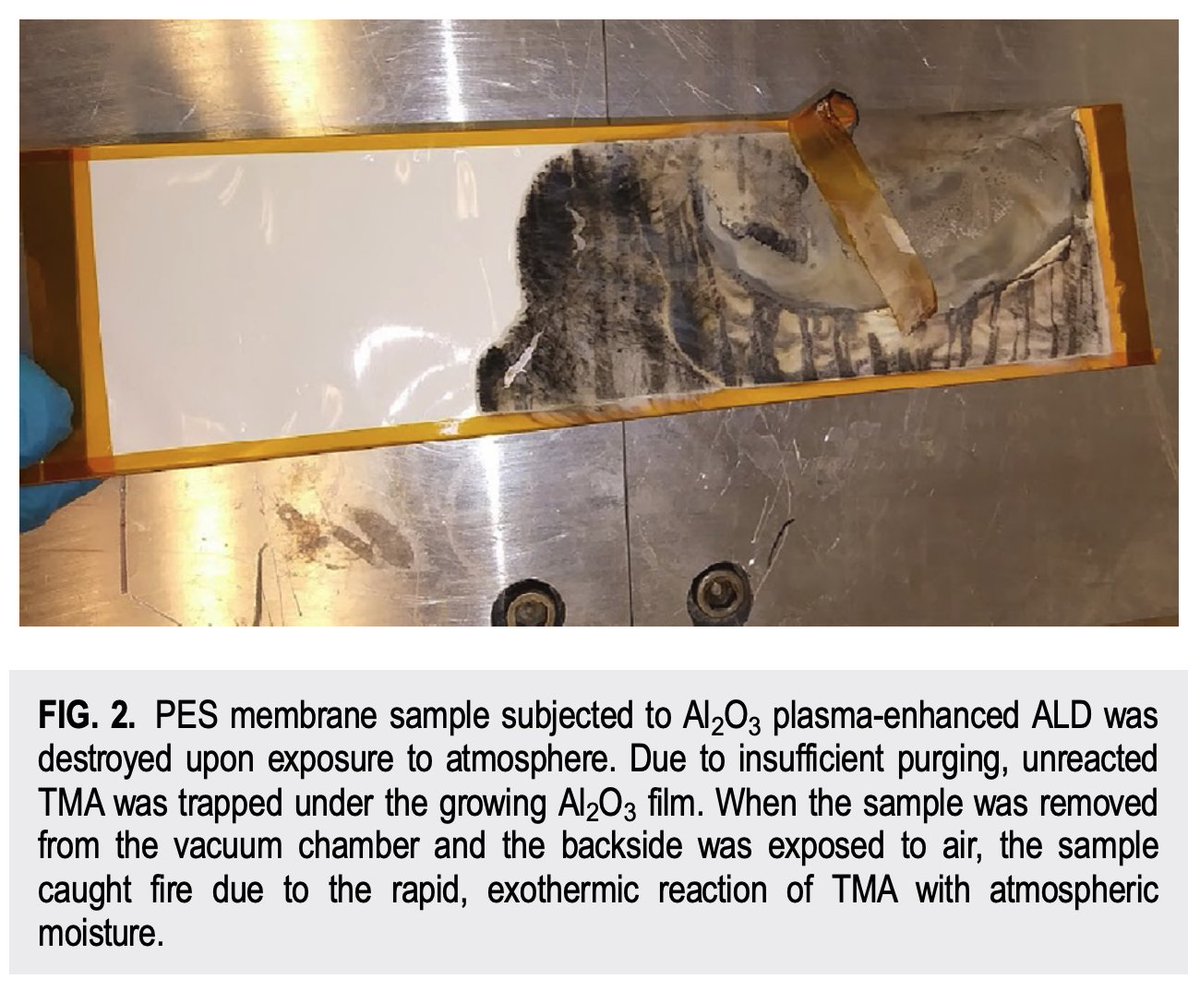 FIG. 2. PES membrane sample subjected to Al₂O₃ plasma-enhanced ALD was
destroyed upon exposure to atmosphere. Due to insufficient purging, unreacted
TMA was trapped under the growing Al₂O₃ film. When the sample was removed
from the vacuum chamber and the backside was exposed to air, the sample
caught fire due to the rapid, exothermic reaction of TMA with atmospheric
moisture.